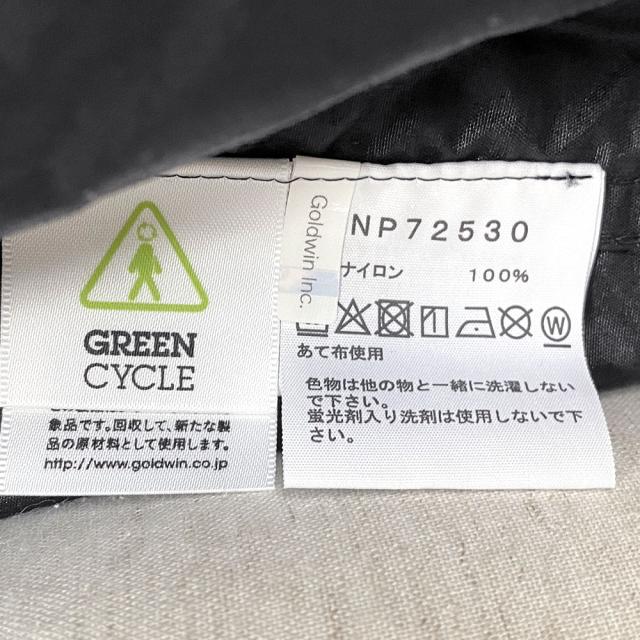 GREEN
CYCLE
象品です。回収して、新たな製
品の原材料として使用します。
http://www.goldwin.co.jp
Goldwin Inc.
NP72530
ナイロン 100%
W
あて布使用
色物は他の物と一緒に洗濯しない
で下さい。
蛍光剤入り洗剤は使用しないで下
さい。